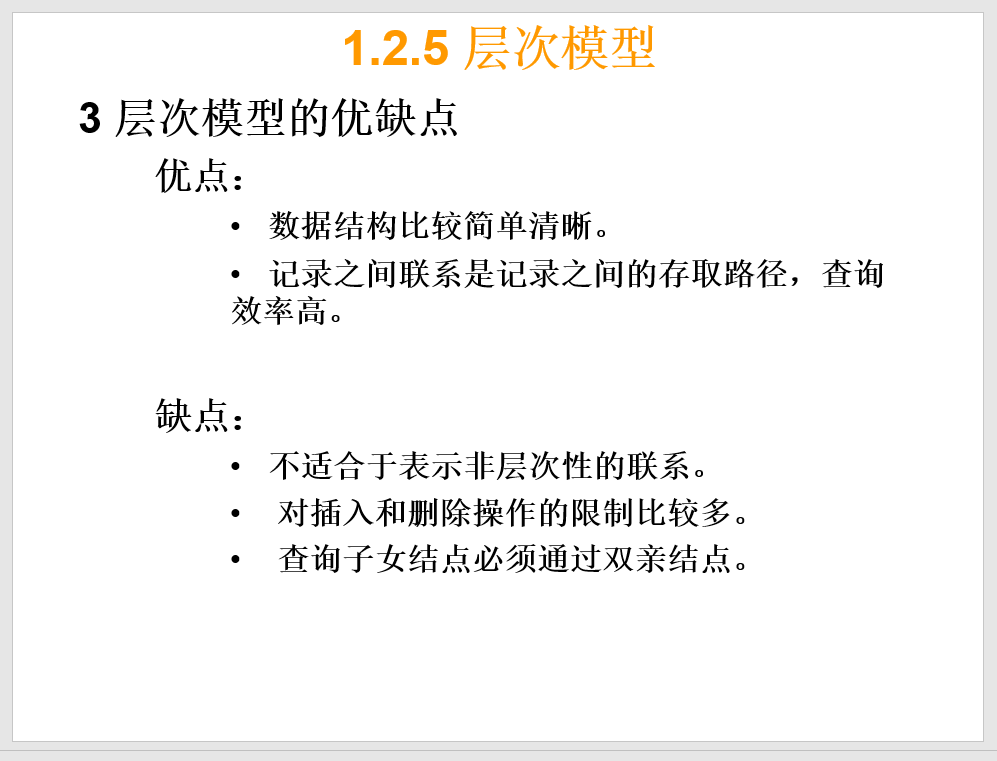 1.2.5 层次模型
3 层次模型的优缺点
优点：
• 数据结构比较简单清晰。
• 记录之间联系是记录之间的存取路径，查询
效率高。
缺点：
• 不适合于表示非层次性的联系。
• 对插入和删除操作的限制比较多。
• 查询子女结点必须通过双亲结点。